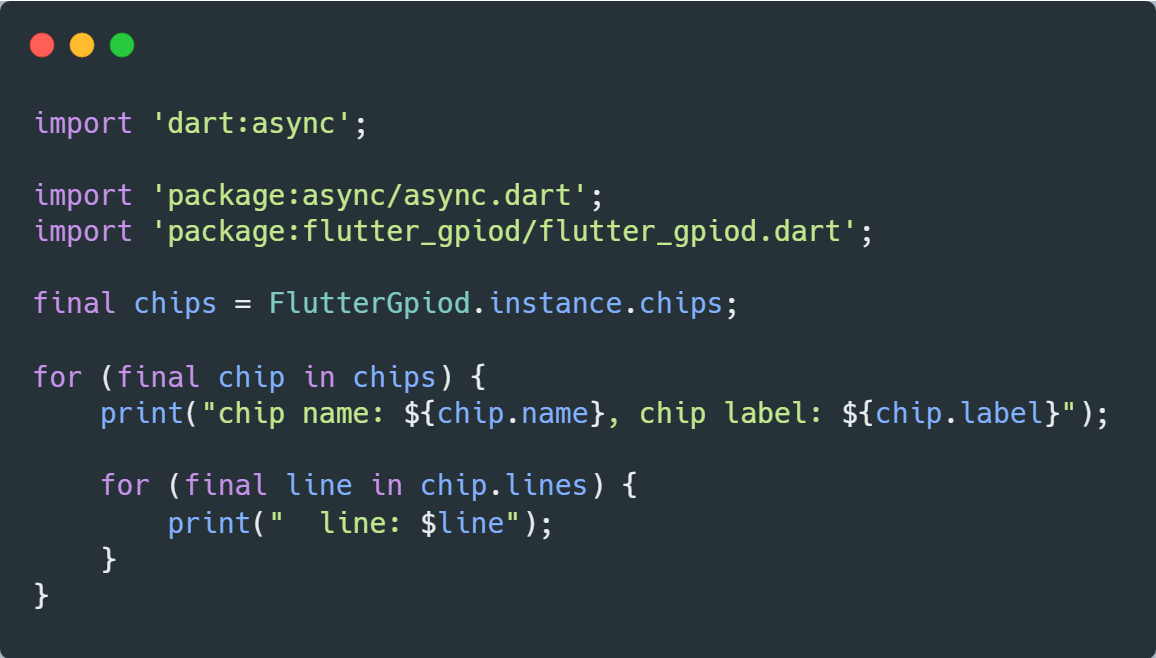 import 'dart:async';

import 'package:async/async.dart';
import 'package:flutter_gpiod/flutter_gpiod.dart';

final chips = FlutterGpiod.instance.chips;

for (final chip in chips) {
    print("chip name: ${chip.name}, chip label: ${chip.label}");

    for (final line in chip.lines) {
        print("  line: $line");
    }
}